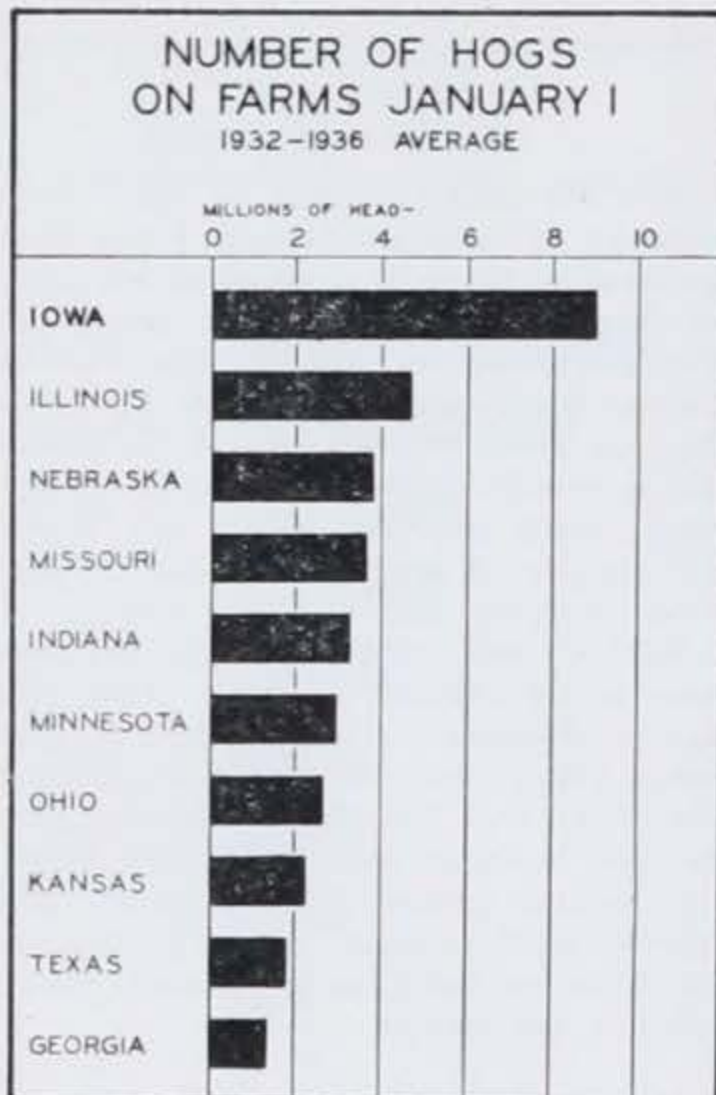 NUMBER OF HOGS
ON FARMS JANUARY 1
1932-1936 AVERAGE
MILLIONS OF HEAD-
0 2 4 6 8 10
IOWA
ILLINOIS
NEBRASKA
MISSOURI
INDIANA
MINNESOTA
OHIO
KANSAS
TEXAS
GEORGIA